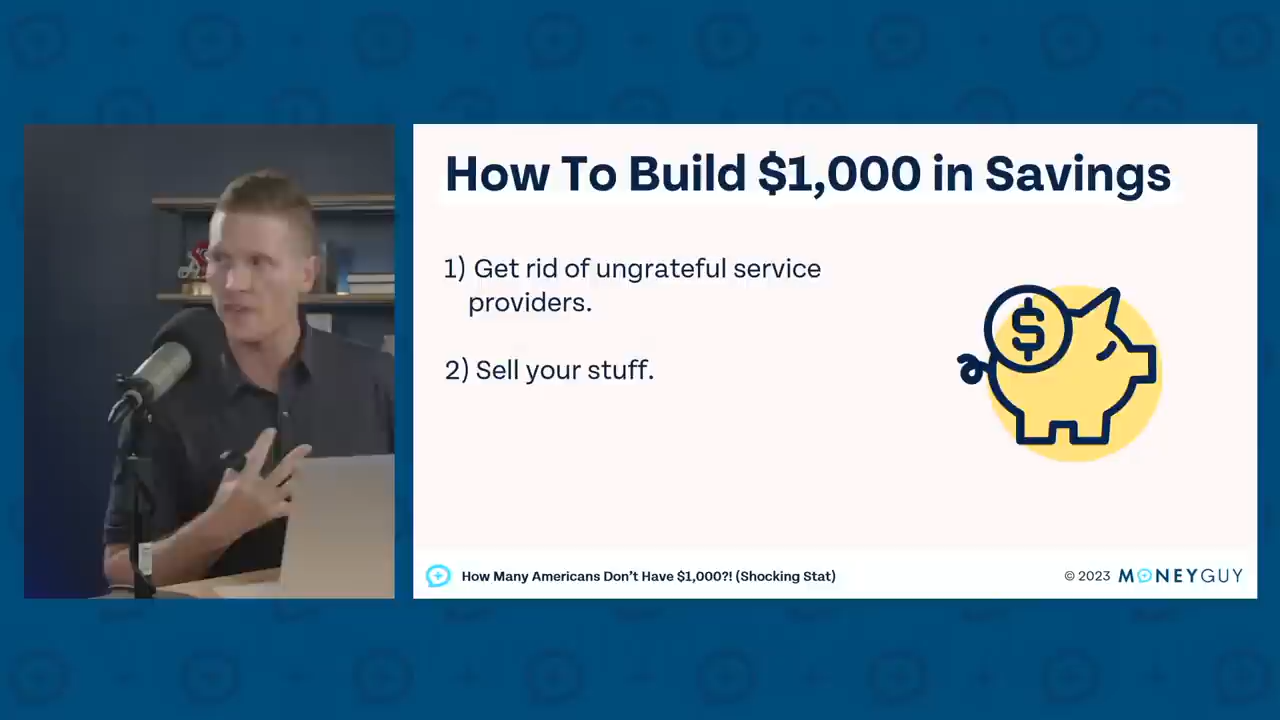 How To Build $1,000 in Savings
1) Get rid of ungrateful service
providers.
2) Sell your stuff.
$
How Many Americans Don't Have $1,000?! (Shocking Stat)
© 2023 MONEYGUY